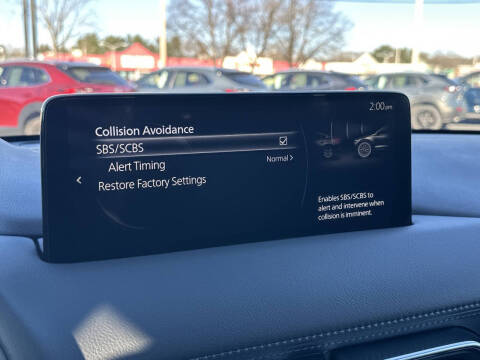 2:00pm
Collision Avoidance
SBS/SCBS
Alert Timing
Normal >
< Restore Factory Settings
Enables SBS/SCBS to
alert and intervene when
collision is imminent.